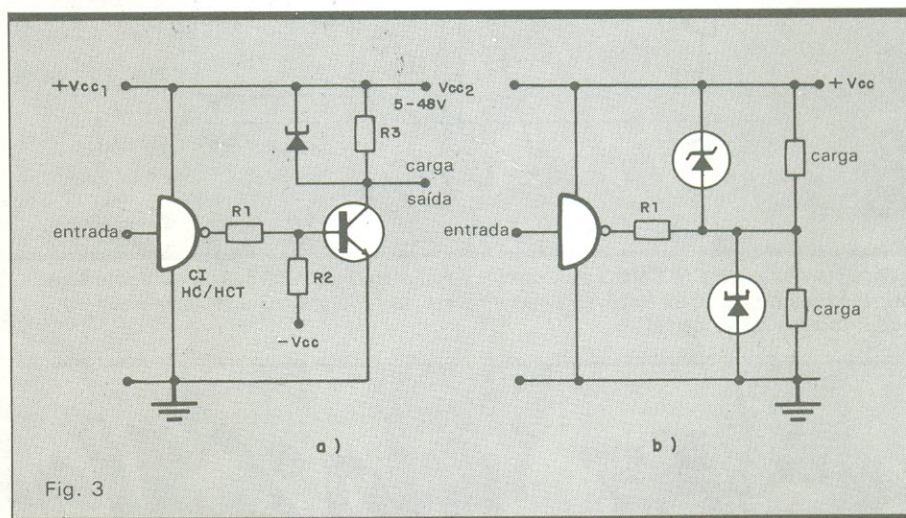 +Vcc1
Vcc2
5-48V
R3
carga
saída
entrada
R1
CI
HC/HCT
R2
-Vcc
a)
+Vcc
carga
entrada
R1
carga
b)
Fig. 3